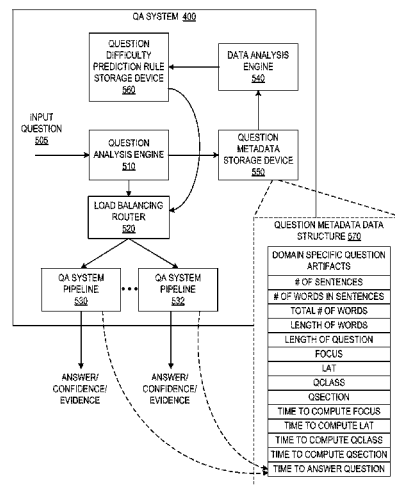 QA SYSTEM 400
QUESTION
DIFFICULTY
PREDICTION RULE
STORAGE DEVICE
560
DATA ANALYSIS
ENGINE
540
INPUT
QUESTION
505
QUESTION
ANALYSIS ENGINE
510
QUESTION
METADATA
STORAGE DEVICE
550
LOAD BALANCING
ROUTER
520
QA SYSTEM
PIPELINE
530
QA SYSTEM
PIPELINE
532
ANSWER/
CONFIDENCE/
EVIDENCE
ANSWER/
CONFIDENCE/
EVIDENCE
QUESTION METADATA DATA
STRUCTURE 570
DOMAIN SPECIFIC QUESTION
ARTIFACTS
# OF SENTENCES
# OF WORDS IN SENTENCES
TOTAL # OF WORDS
LENGTH OF WORDS
LENGTH OF QUESTION
FOCUS
LAT
QCLASS
QSECTION
TIME TO COMPUTE FOCUS
TIME TO COMPUTE LAT
TIME TO COMPUTE QCLASS
TIME TO COMPUTE QSECTION
TIME TO ANSWER QUESTION